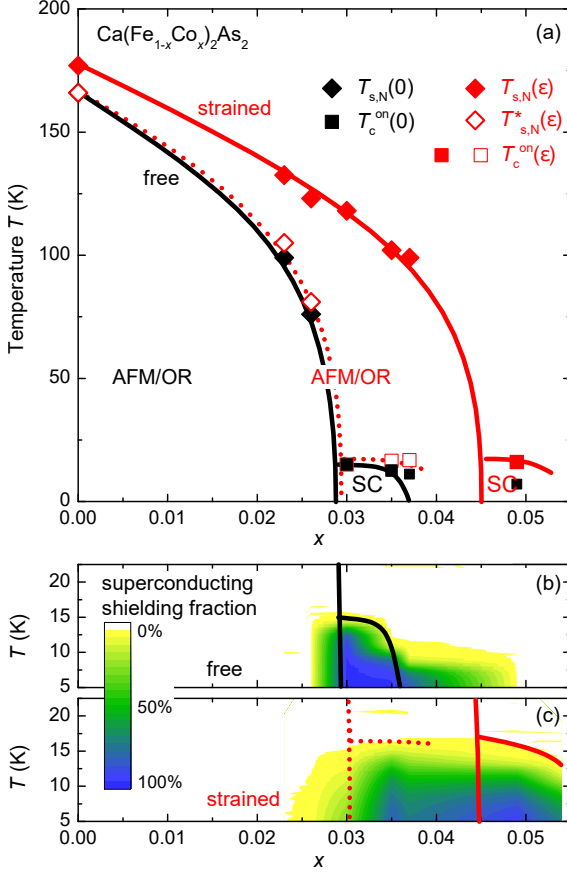 Ca(Fe1-xCox)2As2
(a)
Ts,N(0)
Ts,N(ε)
Tcon(0)
T*s,N(ε)
Tcon(ε)
strained
free
AFM/OR
AFM/OR
SC
SC
Temperature T (K)
200
150
100
50
0
0.00 0.01 0.02 0.03 0.04 0.05
x
(b)
superconducting
shielding fraction
0%
50%
100%
free
T (K)
20
15
10
5
(c)
strained
T (K)
20
15
10
5
0.00 0.01 0.02 0.03 0.04 0.05
x